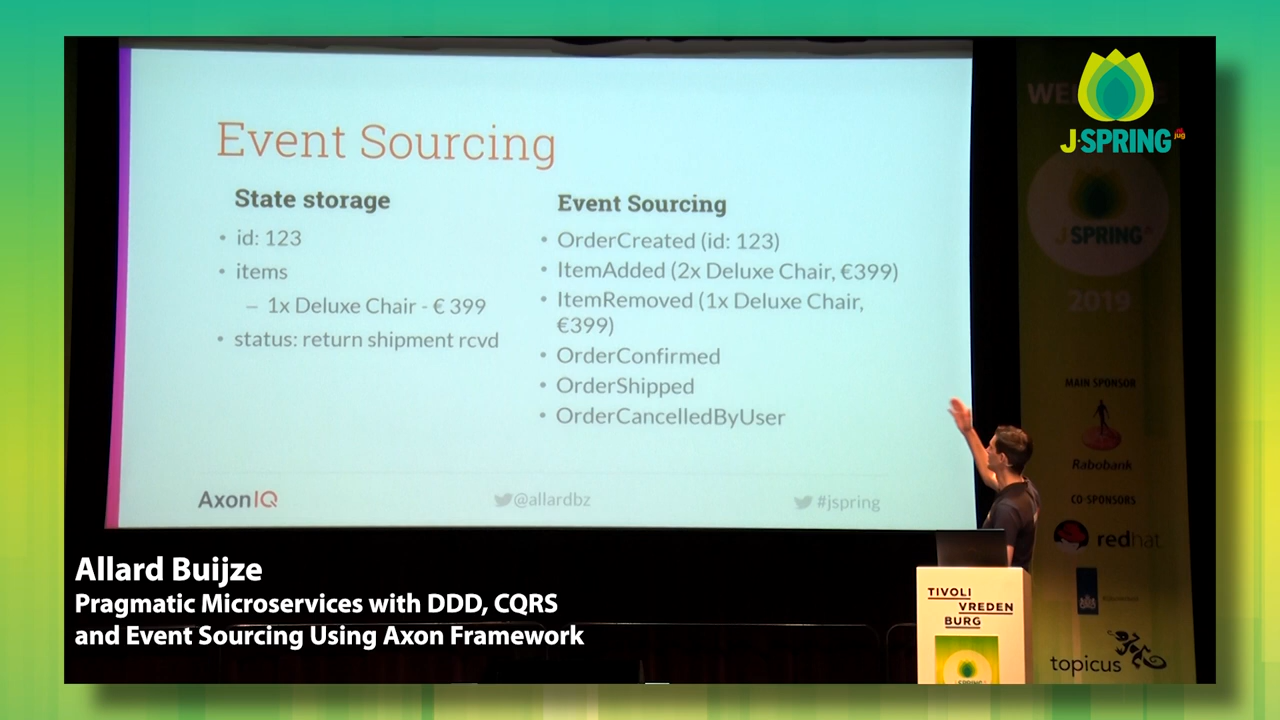 Event Sourcing
State storage
• id: 123
• items
– 1x Deluxe Chair - € 399
• status: return shipment rcvd
Event Sourcing
• OrderCreated (id: 123)
• ItemAdded (2x Deluxe Chair, €399)
• ItemRemoved (1x Deluxe Chair,
€399)
• OrderConfirmed
• OrderShipped
• OrderCancelledByUser
AxonIQ
@allardbz
#jspring
J·SPRING
jug
J·SPRING
2019
MAIN SPONSOR
Rabobank
CO-SPONSORS
redhat.
topicus
TIVOLI
VREDEN
BURG
Allard Buijze
Pragmatic Microservices with DDD, CQRS
and Event Sourcing Using Axon Framework